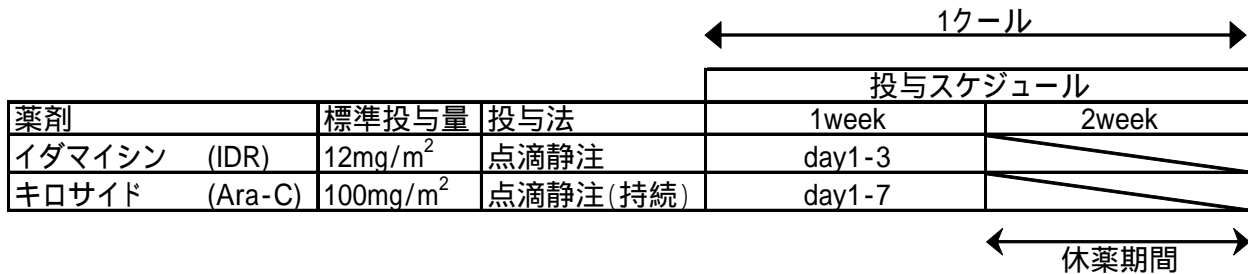 1クール
投与スケジュール
薬剤 標準投与量 投与法 1week 2week
イダマイシン (IDR) 12mg/m² 点滴静注 day1-3
キロサイド (Ara-C) 100mg/m² 点滴静注(持続) day1-7
休薬期間